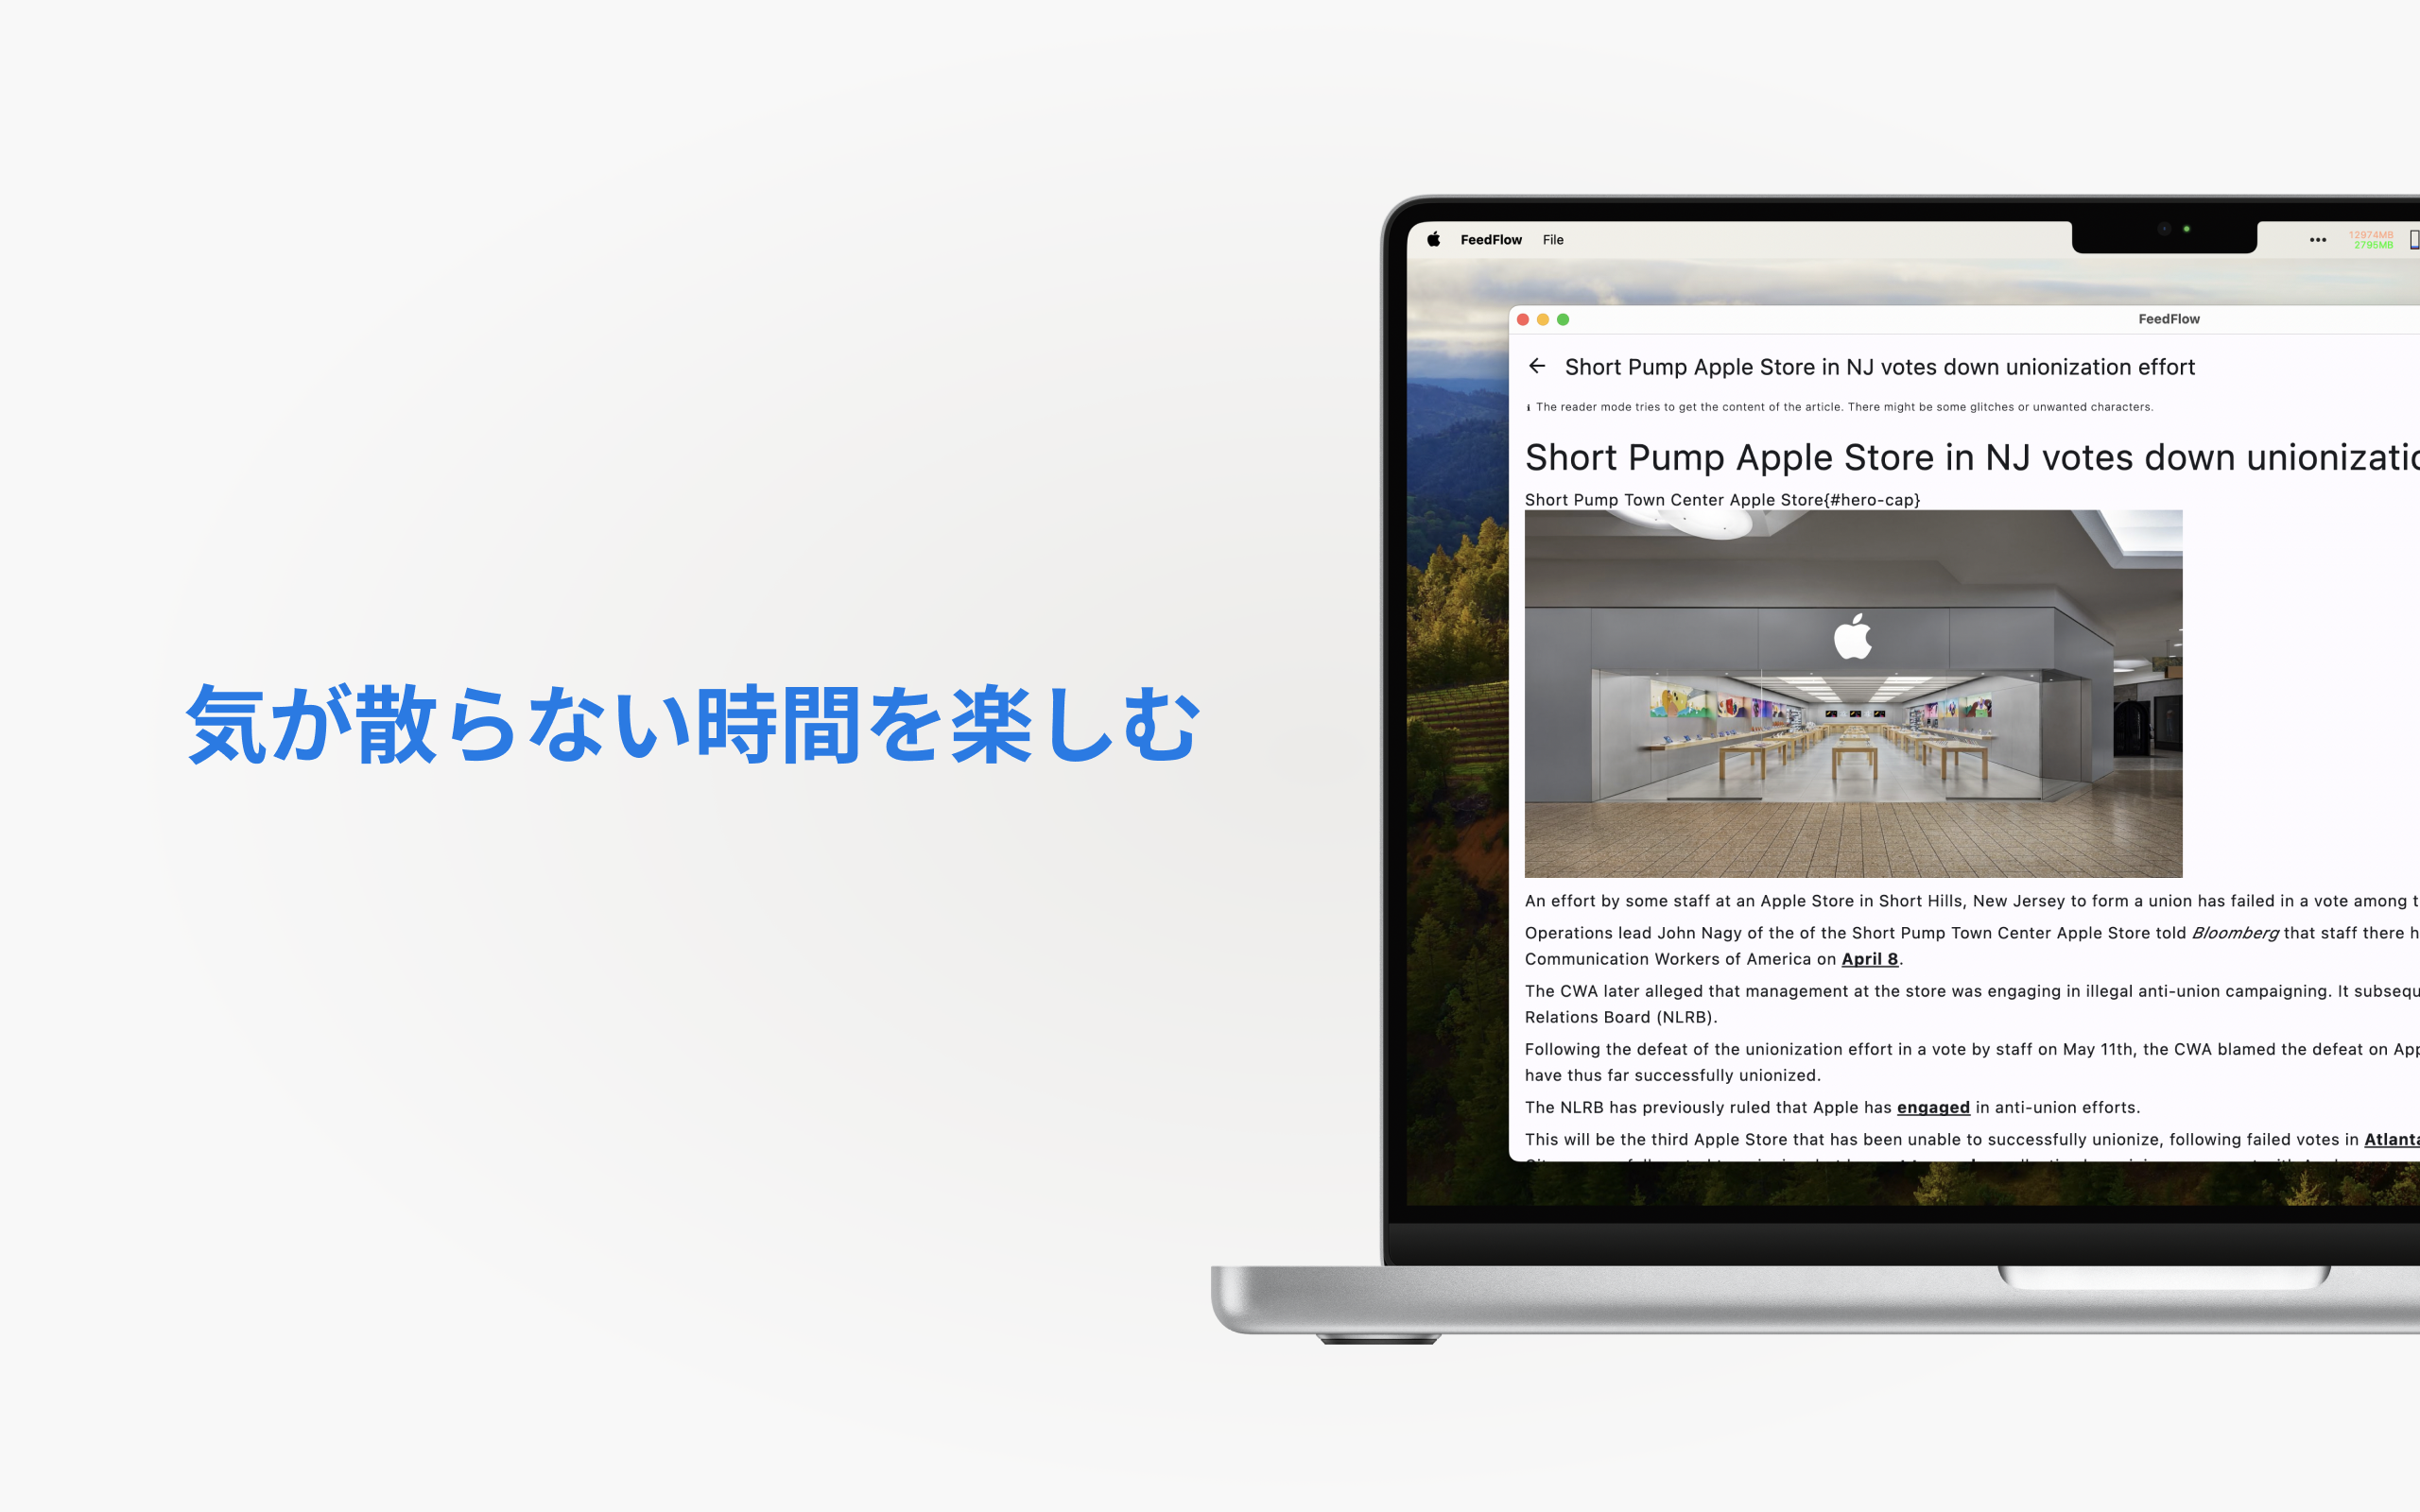 気が散らない時間を楽しむ
FeedFlow File
12974MB
2795MB
FeedFlow
Short Pump Apple Store in NJ votes down unionization effort
The reader mode tries to get the content of the article. There might be some glitches or unwanted characters.
Short Pump Apple Store in NJ votes down
Short Pump Town Center Apple Store{#hero-cap}
An effort by some staff at an Apple Store in Short Hills, New Jersey to form a union has failed in a vote among
Operations lead John Nagy of the of the Short Pump Town Center Apple Store told Bloomberg that staff there
Communication Workers of America on April 8.
The CWA later alleged that management at the store was engaging in illegal anti-union campaigning. It
Relations Board (NLRB).
Following the defeat of the unionization effort in a vote by staff on May 11th, the CWA blamed the defeat on
have thus far successfully unionized.
The NLRB has previously ruled that Apple has engaged in anti-union efforts.
This will be the third Apple Store that has been unable to successfully unionize, following failed votes in